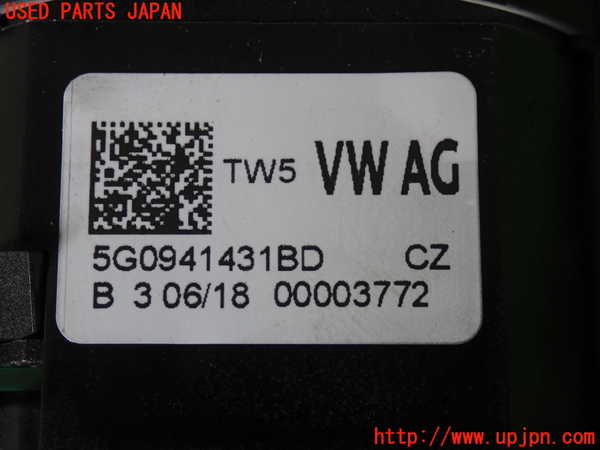 USED PARTS JAPAN
TW5 VW AG
5G0941431BD CZ
B 3 06/18 00003772
http://www.upjpn.com